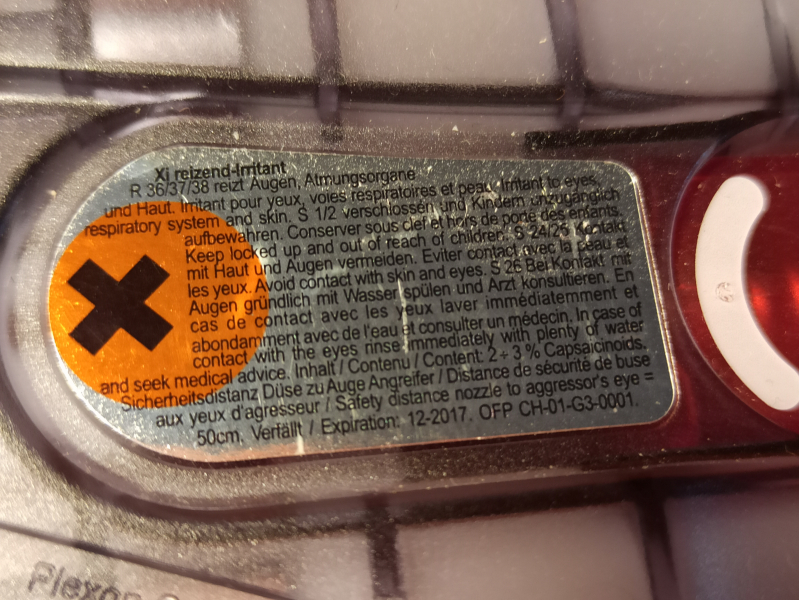 Xi reizend-Irritant
R 36/37/38 reizt Augen, Atmungsorgane
und Haut. Irritant pour yeux, voies respiratoires et peau. Irritant to eyes,
respiratory system and skin. S 1/2 verschlossen und Kindern unzugänglich
aufbewahren. Conserver sous clef et hors de porté des enfants.
Keep locked up and out of reach of children. S 24/25 Kontakt
mit Haut und Augen vermeiden. Eviter contact avec la peau et
les yeux. Avoid contact with skin and eyes. S 26 Bei Kontakt mit
Augen gründlich mit Wasser spülen und Arzt konsultieren. En
cas de contact avec les yeux laver immédiatement et
abondamment avec de l'eau et consulter un médecin. In case of
contact with the eyes rinse immediately with plenty of water
and seek medical advice. Inhalt / Contenu / Content: 2÷3 % Capsaicinoids.
Sicherheitsdistanz Düse zu Auge Angreifer / Distance de sécurité de buse
aux yeux d'agresseur / Safety distance nozzle to aggressor's eye =
50cm. Verfällt / Expiration: 12-2017. OFP CH-01-G3-0001.